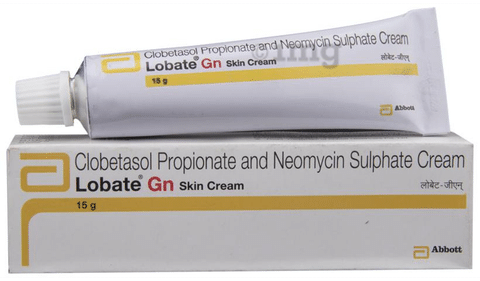 Clobetasol Propionate and Neomycin Sulphate Cream
Lobate® Gn Skin Cream
लोबेट-जीएन्
15 g
Abbott
1mg
Clobetasol Propionate and Neomycin Sulphate Cream
Lobate® Gn Skin Cream
लोबेट-जीएन्
15 g
Abbott